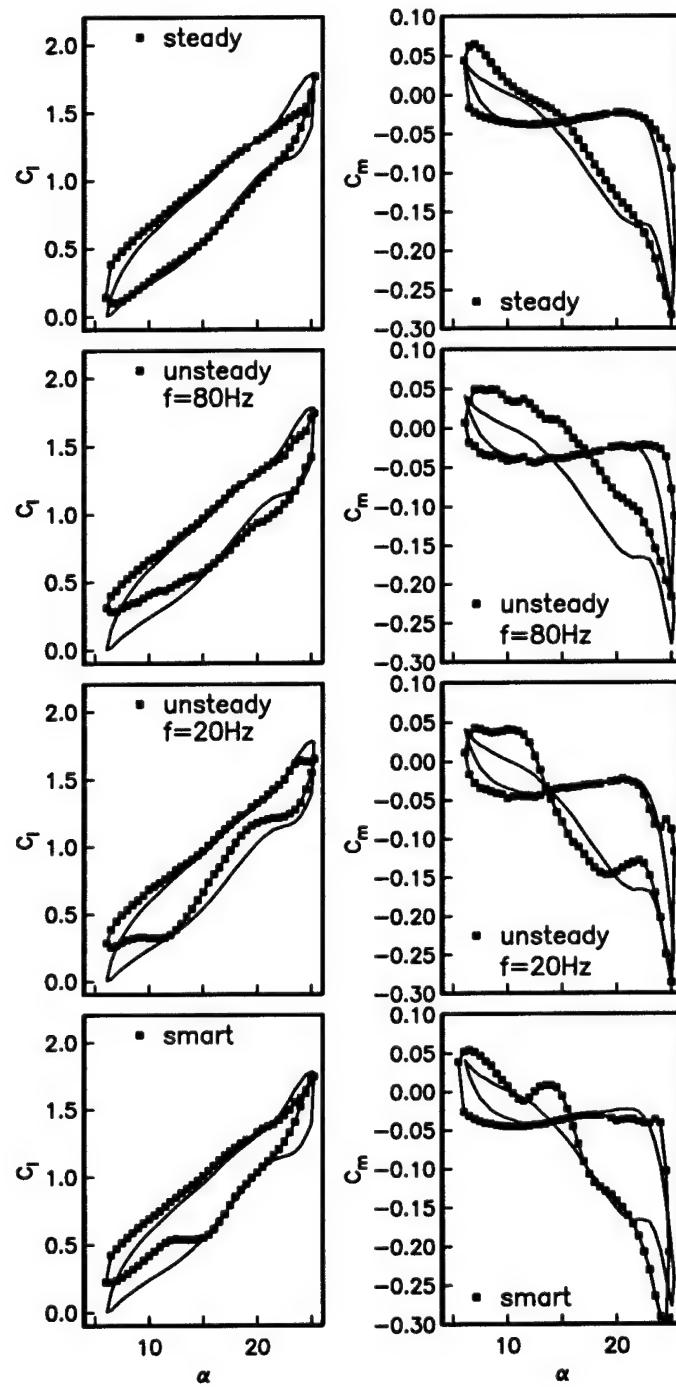 2.0
1.5
1.0
0.5
0.0
C_l
steady
0.10
0.05
0.00
−0.05
−0.10
−0.15
−0.20
−0.25
−0.30
C_m
steady
2.0
1.5
1.0
0.5
0.0
C_l
unsteady
f=80Hz
0.10
0.05
0.00
−0.05
−0.10
−0.15
−0.20
−0.25
−0.30
C_m
unsteady
f=80Hz
2.0
1.5
1.0
0.5
0.0
C_l
unsteady
f=20Hz
0.10
0.05
0.00
−0.05
−0.10
−0.15
−0.20
−0.25
−0.30
C_m
unsteady
f=20Hz
2.0
1.5
1.0
0.5
0.0
C_l
smart
10 20
α
0.10
0.05
0.00
−0.05
−0.10
−0.15
−0.20
−0.25
−0.30
C_m
smart
10 20
α